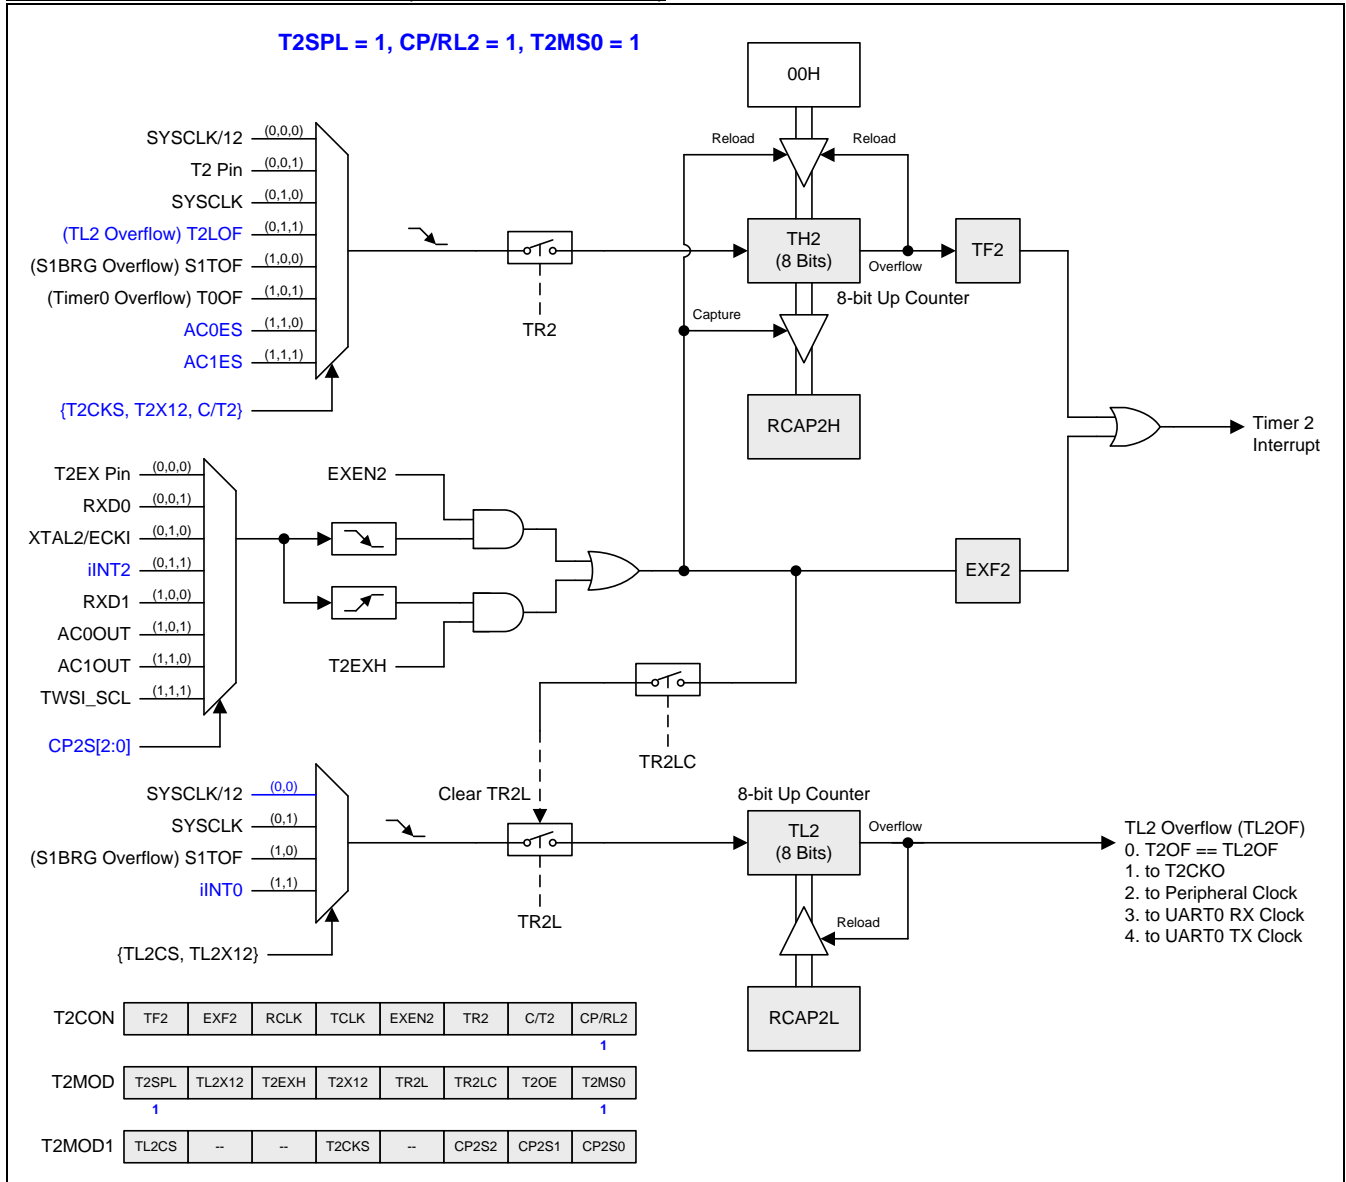 T2SPL = 1, CP/RL2 = 1, T2MS0 = 1
00H
Reload
Reload
SYSCLK/12 (0,0,0)
T2 Pin (0,0,1)
SYSCLK (0,1,0)
(TL2 Overflow) T2LOF (0,1,1)
(S1BRG Overflow) S1TOF (1,0,0)
(Timer0 Overflow) T0OF (1,0,1)
AC0ES (1,1,0)
AC1ES (1,1,1)
{T2CKS, T2X12, C/T2}
TR2
TH2
(8 Bits)
Overflow
TF2
8-bit Up Counter
Capture
RCAP2H
Timer 2
Interrupt
T2EX Pin (0,0,0)
RXD0 (0,0,1)
XTAL2/ECKI (0,1,0)
iINT2 (0,1,1)
RXD1 (1,0,0)
AC0OUT (1,0,1)
AC1OUT (1,1,0)
TWSI_SCL (1,1,1)
CP2S[2:0]
EXEN2
T2EXH
EXF2
TR2LC
Clear TR2L
SYSCLK/12 (0,0)
SYSCLK (0,1)
(S1BRG Overflow) S1TOF (1,0)
iINT0 (1,1)
{TL2CS, TL2X12}
TR2L
8-bit Up Counter
TL2
(8 Bits)
Overflow
Reload
RCAP2L
TL2 Overflow (TL2OF)
0. T2OF == TL2OF
1. to T2CKO
2. to Peripheral Clock
3. to UART0 RX Clock
4. to UART0 TX Clock
T2CON TF2 EXF2 RCLK TCLK EXEN2 TR2 C/T2 CP/RL2
1
T2MOD T2SPL TL2X12 T2EXH T2X12 TR2L TR2LC T2OE T2MS0
1 1
T2MOD1 TL2CS -- -- T2CKS -- CP2S2 CP2S1 CP2S0